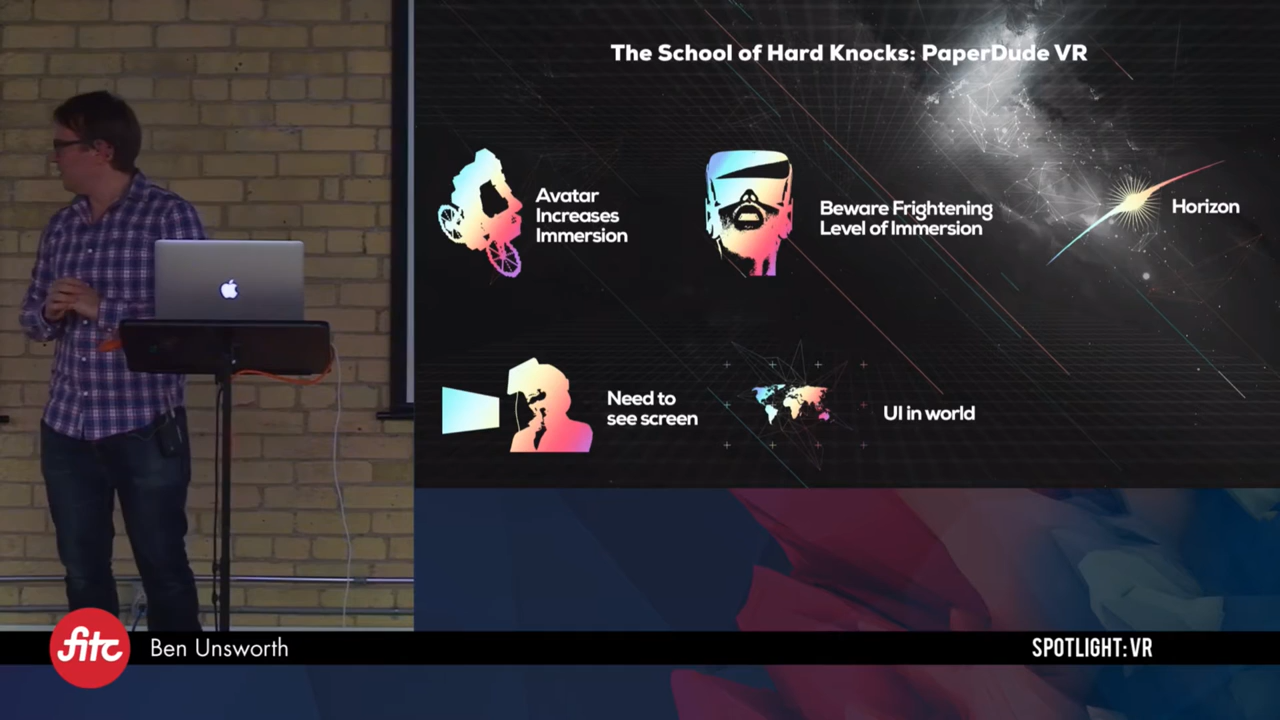 The School of Hard Knocks: PaperDude VR
Avatar
Increases
Immersion
Beware Frightening
Level of Immersion
Horizon
Need to
see screen
UI in world
fitc
Ben Unsworth
SPOTLIGHT: VR